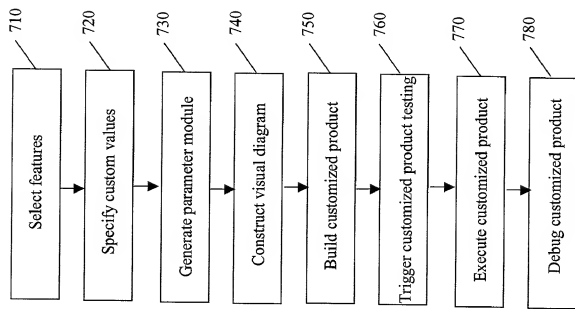 710
Select features
720
Specify custom values
730
Generate parameter module
740
Construct visual diagram
750
Build customized product
760
Trigger customized product testing
770
Execute customized product
780
Debug customized product